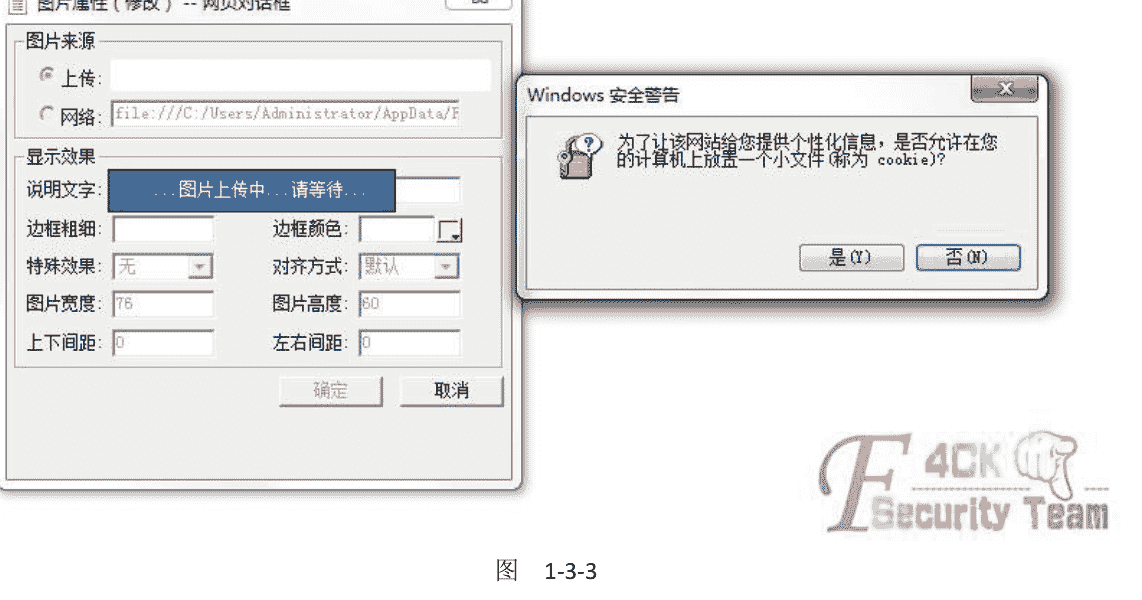 图片属性(修改) -- 网页对话框
图片来源
上传:
网络: file:///C:/Users/Administrator/AppData/F
显示效果
说明文字:
...图片上传中...请等待...
边框粗细: 边框颜色:
特殊效果: 无 对齐方式: 默认
图片宽度: 76 图片高度: 60
上下间距: 0 左右间距: 0
确定 取消
Windows 安全警告
为了让该网站给您提供个性化信息，是否允许在您
的计算机上放置一个小文件(称为 cookie)?
是(Y) 否(N)
F4CK
Security Team
图 1-3-3